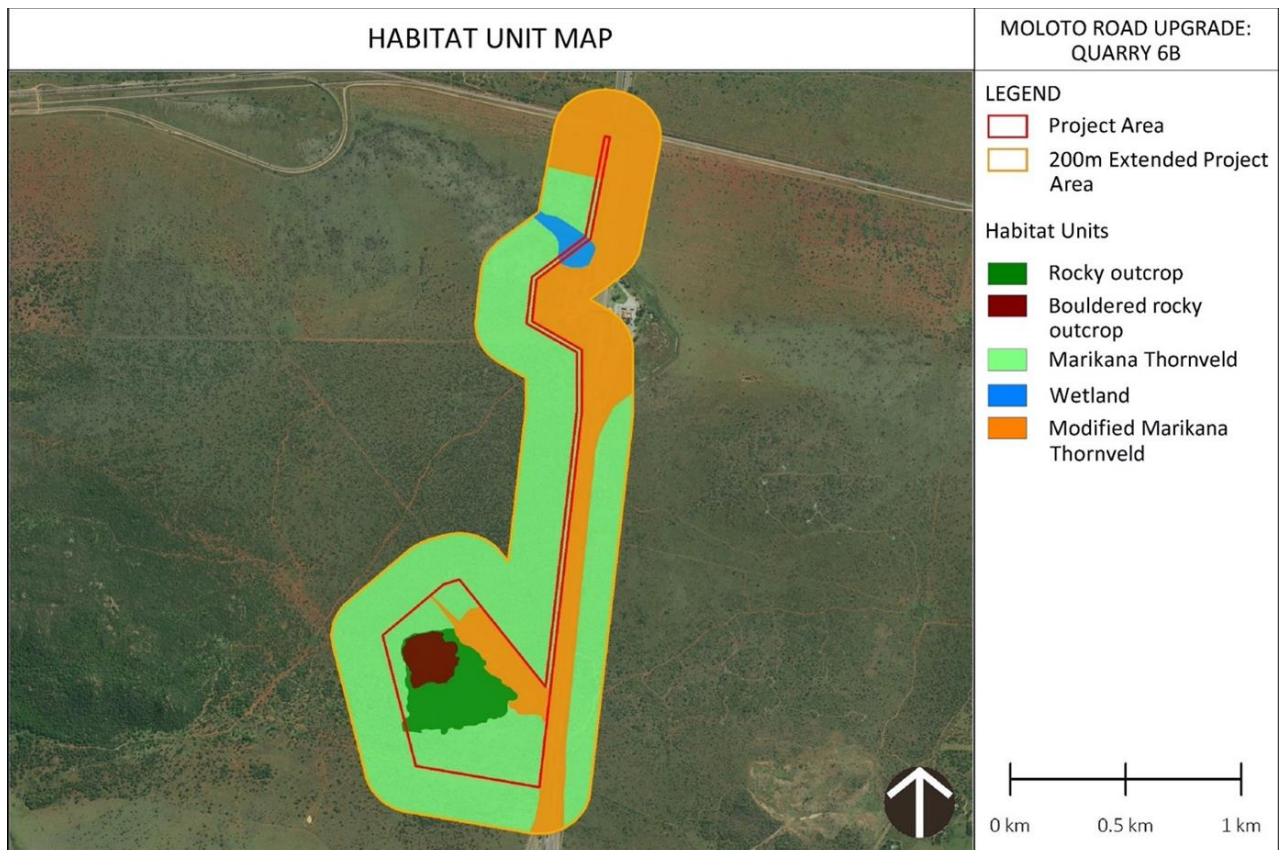 HABITAT UNIT MAP
MOLOTO ROAD UPGRADE:
QUARRY 6B
LEGEND
Project Area
200m Extended Project
Area
Habitat Units
Rocky outcrop
Bouldered rocky
outcrop
Marikana Thornveld
Wetland
Modified Marikana
Thornveld
0 km 0.5 km 1 km